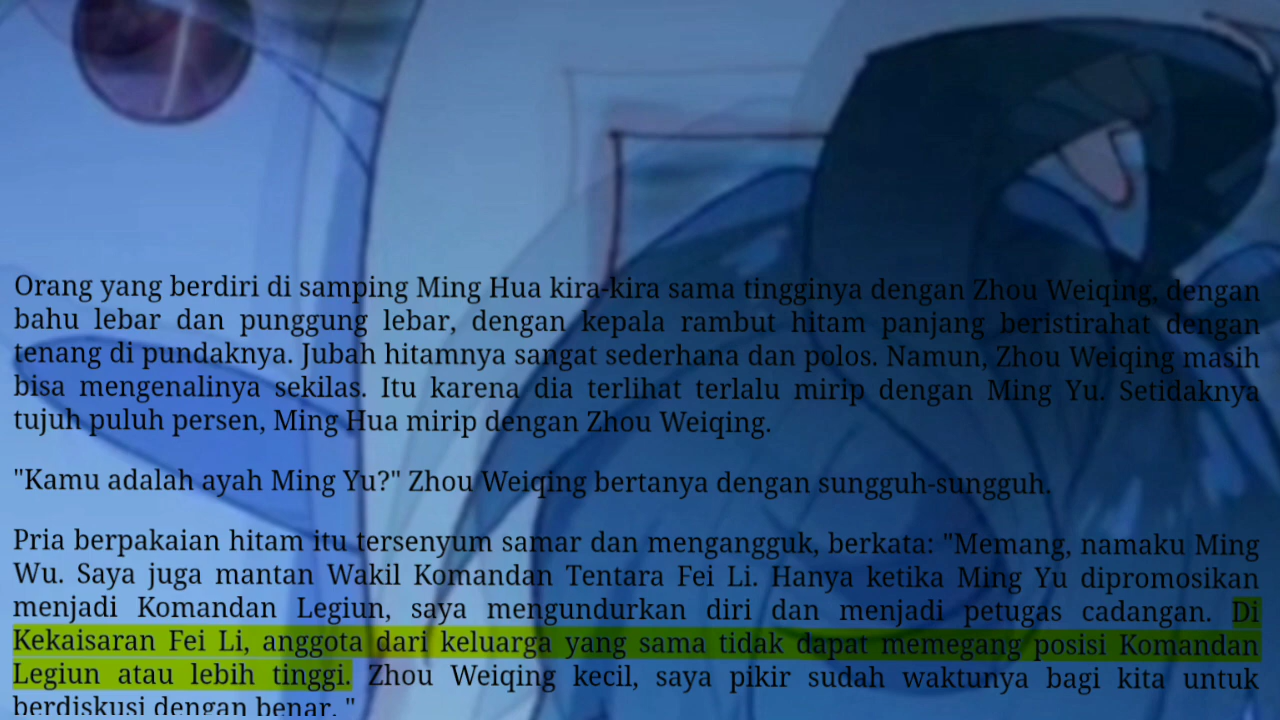 Orang yang berdiri di samping Ming Hua kira-kira sama tingginya dengan Zhou Weiqing, dengan
bahu lebar dan punggung lebar, dengan kepala rambut hitam panjang beristirahat dengan
tenang di pundaknya. Jubah hitamnya sangat sederhana dan polos. Namun, Zhou Weiqing masih
bisa mengenalinya sekilas. Itu karena dia terlihat terlalu mirip dengan Ming Yu. Setidaknya
tujuh puluh persen, Ming Hua mirip dengan Zhou Weiqing.
"Kamu adalah ayah Ming Yu?" Zhou Weiqing bertanya dengan sungguh-sungguh.
Pria berpakaian hitam itu tersenyum samar dan mengangguk, berkata: "Memang, namaku Ming
Wu. Saya juga mantan Wakil Komandan Tentara Fei Li. Hanya ketika Ming Yu dipromosikan
menjadi Komandan Legiun, saya mengundurkan diri dan menjadi petugas cadangan. Di
Kekaisaran Fei Li, anggota dari keluarga yang sama tidak dapat memegang posisi Komandan
Legiun atau lebih tinggi. Zhou Weiqing kecil, saya pikir sudah waktunya bagi kita untuk
berdiskusi dengan benar. "